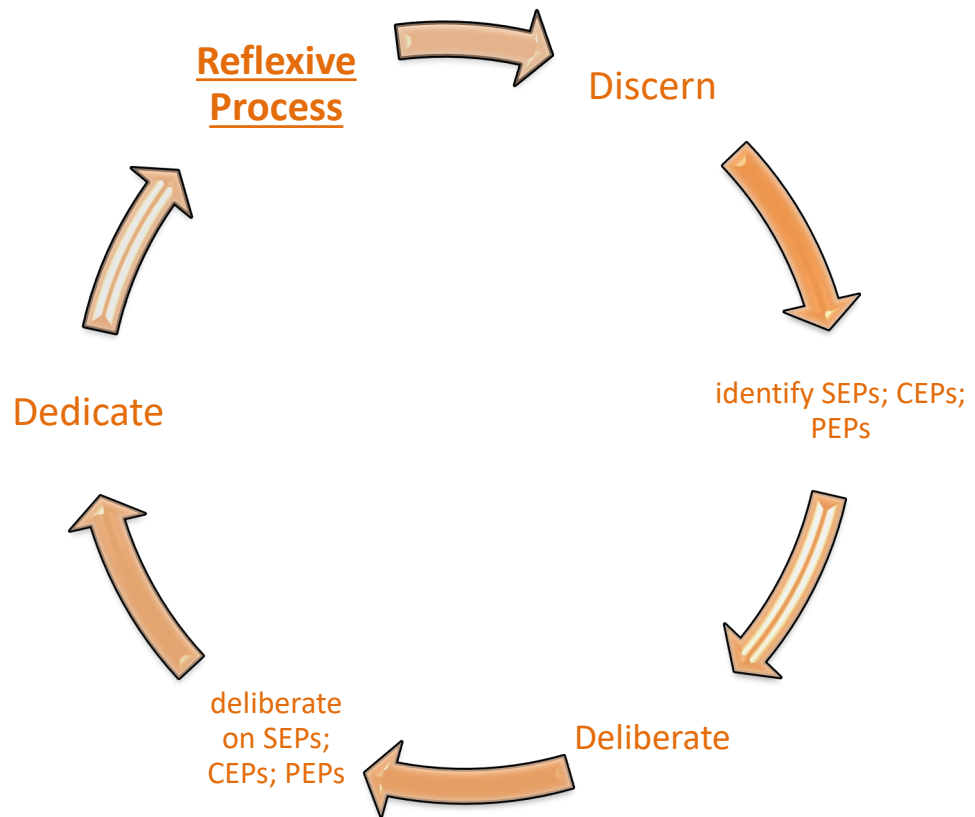 Reflexive
Process
Discern
identify SEPs; CEPs;
PEPs
Deliberate
deliberate
on SEPs;
CEPs; PEPs
Dedicate